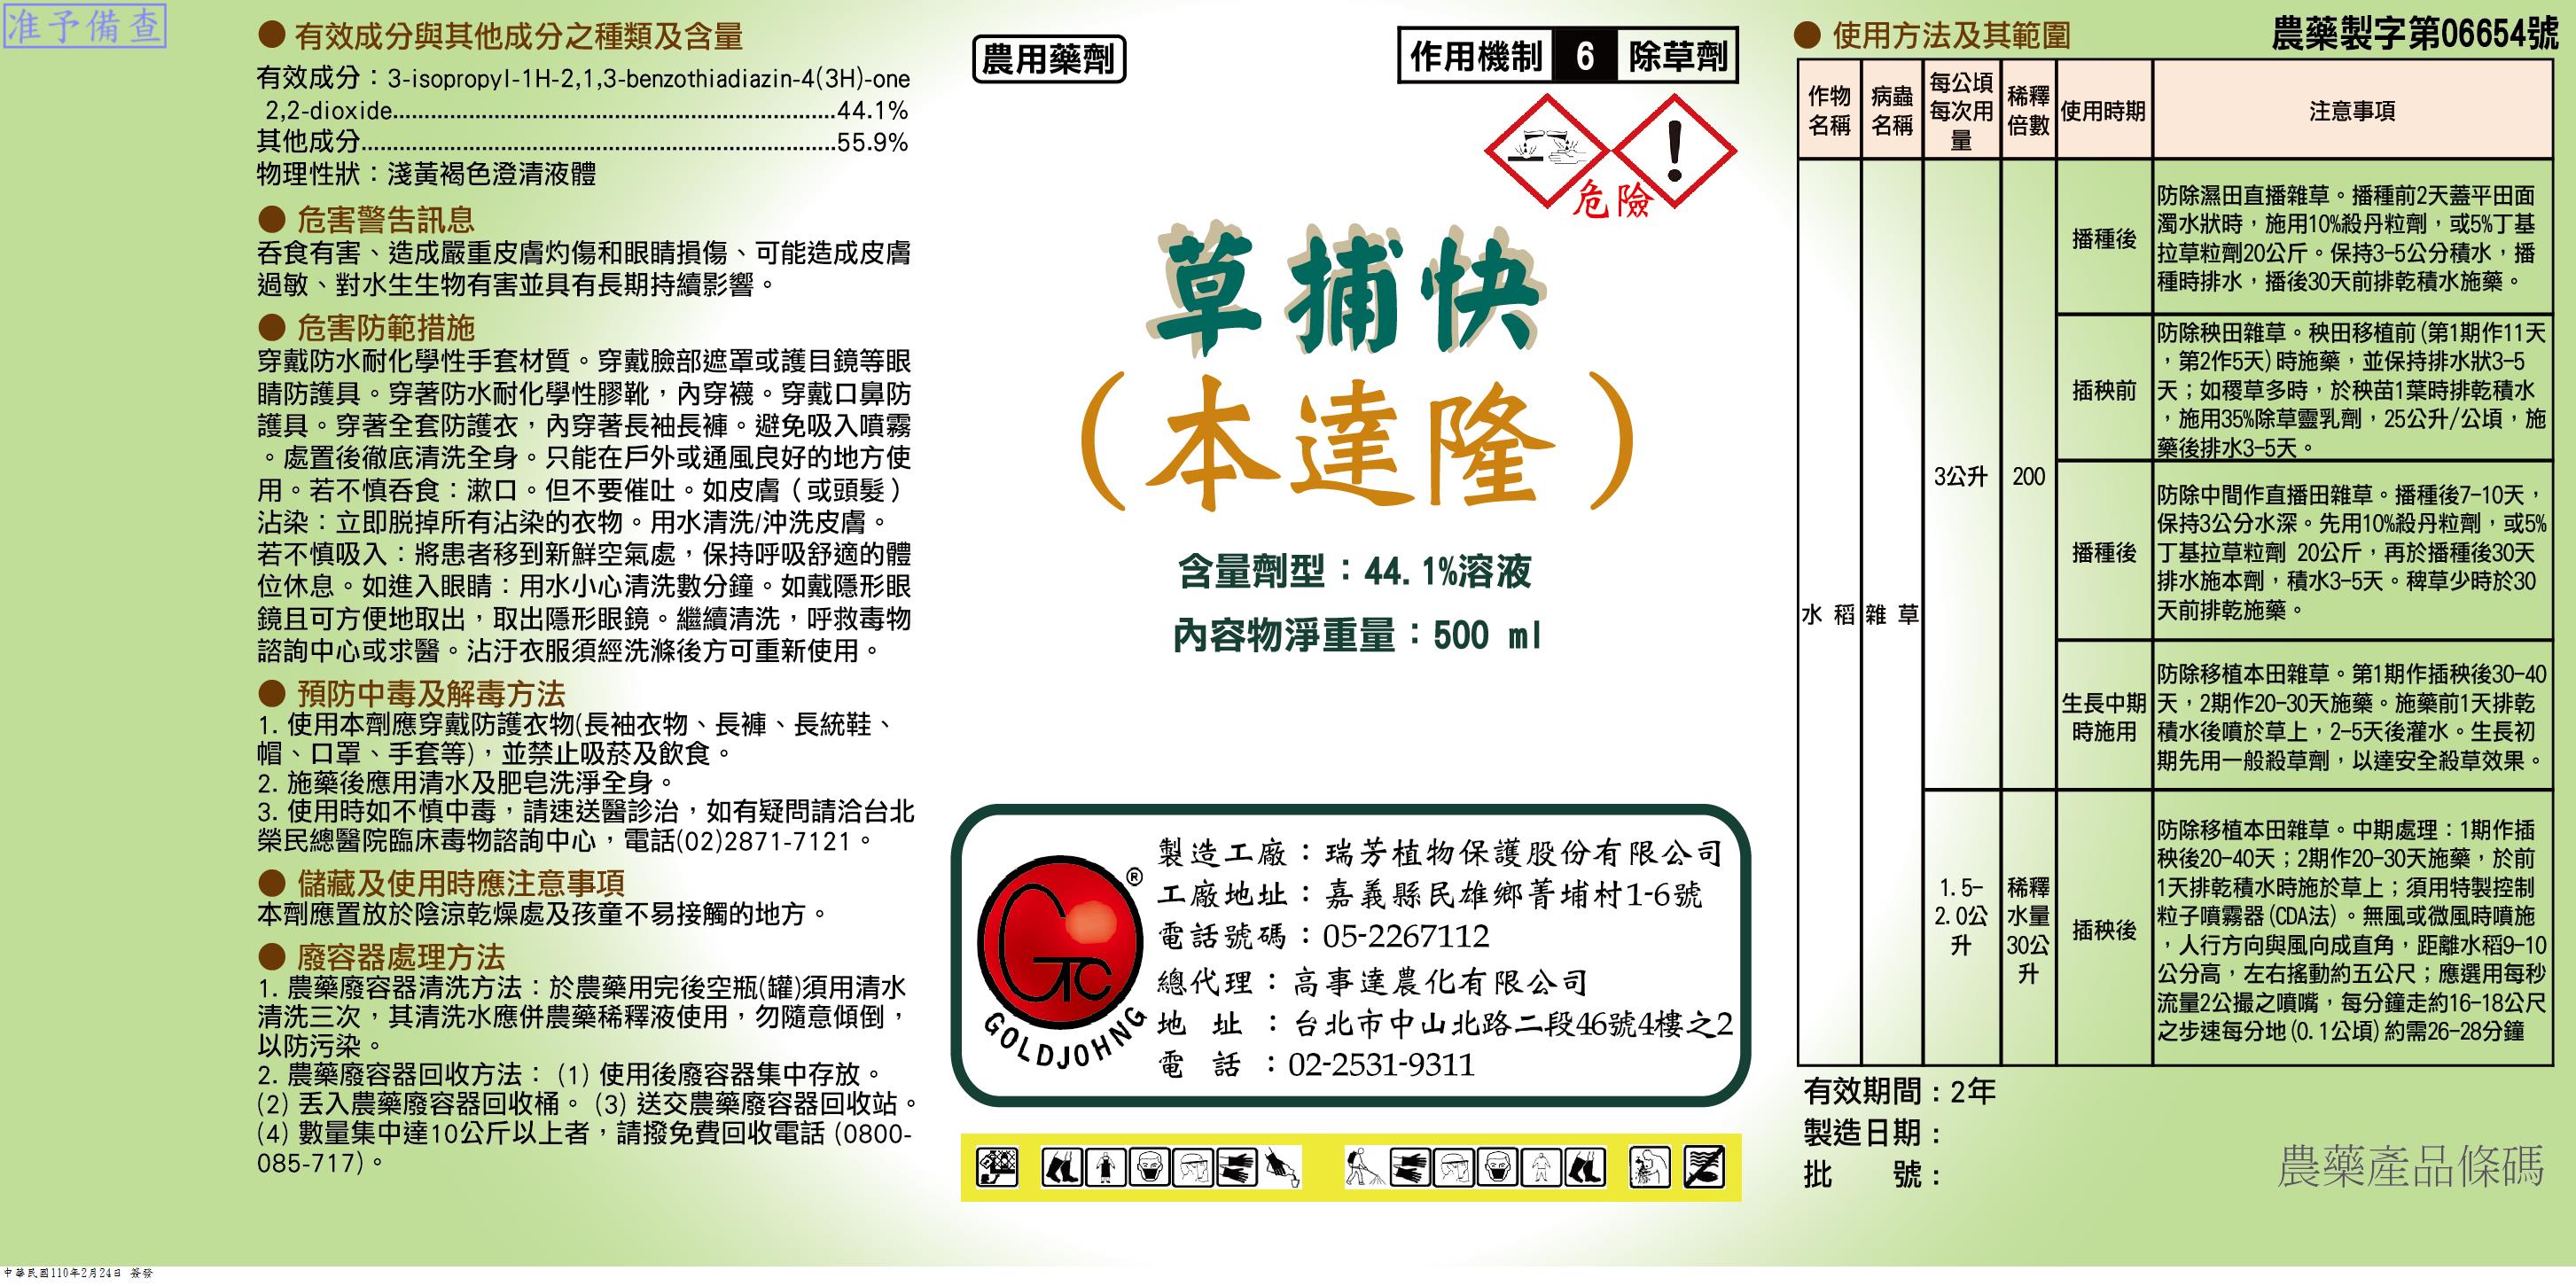 准予備查
● 有效成分與其他成分之種類及含量
有效成分：3-isopropyl-1H-2,1,3-benzothiadiazin-4(3H)-one
2,2-dioxide......................................................................44.1%
其他成分...........................................................................55.9%
物理性狀：淺黃褐色澄清液體
● 危害警告訊息
吞食有害、造成嚴重皮膚灼傷和眼睛損傷、可能造成皮膚
過敏、對水生生物有害並具有長期持續影響。
● 危害防範措施
穿戴防水耐化學性手套材質。穿戴臉部遮罩或護目鏡等眼
睛防護具。穿著防水耐化學性膠靴，內穿襪。穿戴口鼻防
護具。穿著全套防護衣，內穿著長袖長褲。避免吸入噴霧
。處置後徹底清洗全身。只能在戶外或通風良好的地方使
用。若不慎吞食：漱口。但不要催吐。如皮膚（或頭髮）
沾染：立即脫掉所有沾染的衣物。用水清洗/沖洗皮膚。
若不慎吸入：將患者移到新鮮空氣處，保持呼吸舒適的體
位休息。如進入眼睛：用水小心清洗數分鐘。如戴隱形眼
鏡且可方便地取出，取出隱形眼鏡。繼續清洗，呼救毒物
諮詢中心或求醫。沾汙衣服須經洗滌後方可重新使用。
● 預防中毒及解毒方法
1. 使用本劑應穿戴防護衣物(長袖衣物、長褲、長統鞋、
帽、口罩、手套等)，並禁止吸菸及飲食。
2. 施藥後應用清水及肥皂洗淨全身。
3. 使用時如不慎中毒，請速送醫診治，如有疑問請洽台北
榮民總醫院臨床毒物諮詢中心，電話(02)2871-7121。
● 儲藏及使用時應注意事項
本劑應置放於陰涼乾燥處及孩童不易接觸的地方。
● 廢容器處理方法
1. 農藥廢容器清洗方法：於農藥用完後空瓶(罐)須用清水
清洗三次，其清洗水應併農藥稀釋液使用，勿隨意傾倒，
以防污染。
2. 農藥廢容器回收方法： (1) 使用後廢容器集中存放。
(2) 丟入農藥廢容器回收桶。 (3) 送交農藥廢容器回收站。
(4) 數量集中達10公斤以上者，請撥免費回收電話 (0800-
085-717)。
農用藥劑
作用機制 6 除草劑
危險
草捕快
（本達隆）
含量劑型：44.1%溶液
內容物淨重量：500 ml
製造工廠：瑞芳植物保護股份有限公司
工廠地址：嘉義縣民雄鄉菁埔村1-6號
電話號碼：05-2267112
總代理：高事達農化有限公司
地 址 ：台北市中山北路二段46號4樓之2
電 話 ：02-2531-9311
GTC
®
GOLDJOHNG
● 使用方法及其範圍
農藥製字第06654號
作物
名稱
病蟲
名稱
每公頃
每次用
量
稀釋
倍數
使用時期
注意事項
水 稻
雜 草
3公升
200
播種後
防除濕田直播雜草。播種前2天蓋平田面
濁水狀時，施用10%殺丹粒劑，或5%丁基
拉草粒劑20公斤。保持3-5公分積水，播
種時排水，播後30天前排乾積水施藥。
插秧前
防除秧田雜草。秧田移植前(第1期作11天
，第2作5天)時施藥，並保持排水狀3-5
天；如稷草多時，於秧苗1葉時排乾積水
，施用35%除草靈乳劑，25公升/公頃，施
藥後排水3-5天。
播種後
防除中間作直播田雜草。播種後7-10天，
保持3公分水深。先用10%殺丹粒劑，或5%
丁基拉草粒劑 20公斤，再於播種後30天
排水施本劑，積水3-5天。稗草少時於30
天前排乾施藥。
生長中期
時施用
防除移植本田雜草。第1期作插秧後30-40
天，2期作20-30天施藥。施藥前1天排乾
積水後噴於草上，2-5天後灌水。生長初
期先用一般殺草劑，以達安全殺草效果。
1.5-
2.0公
升
稀釋
水量
30公
升
插秧後
防除移植本田雜草。中期處理：1期作插
秧後20-40天；2期作20-30天施藥，於前
1天排乾積水時施於草上；須用特製控制
粒子噴霧器(CDA法)。無風或微風時噴施
，人行方向與風向成直角，距離水稻9-10
公分高，左右搖動約五公尺；應選用每秒
流量2公撮之噴嘴，每分鐘走約16-18公尺
之步速每分地(0.1公頃)約需26-28分鐘
有效期間：2年
製造日期：
批 號：
農藥產品條碼
中華民國110年2月24日 簽發